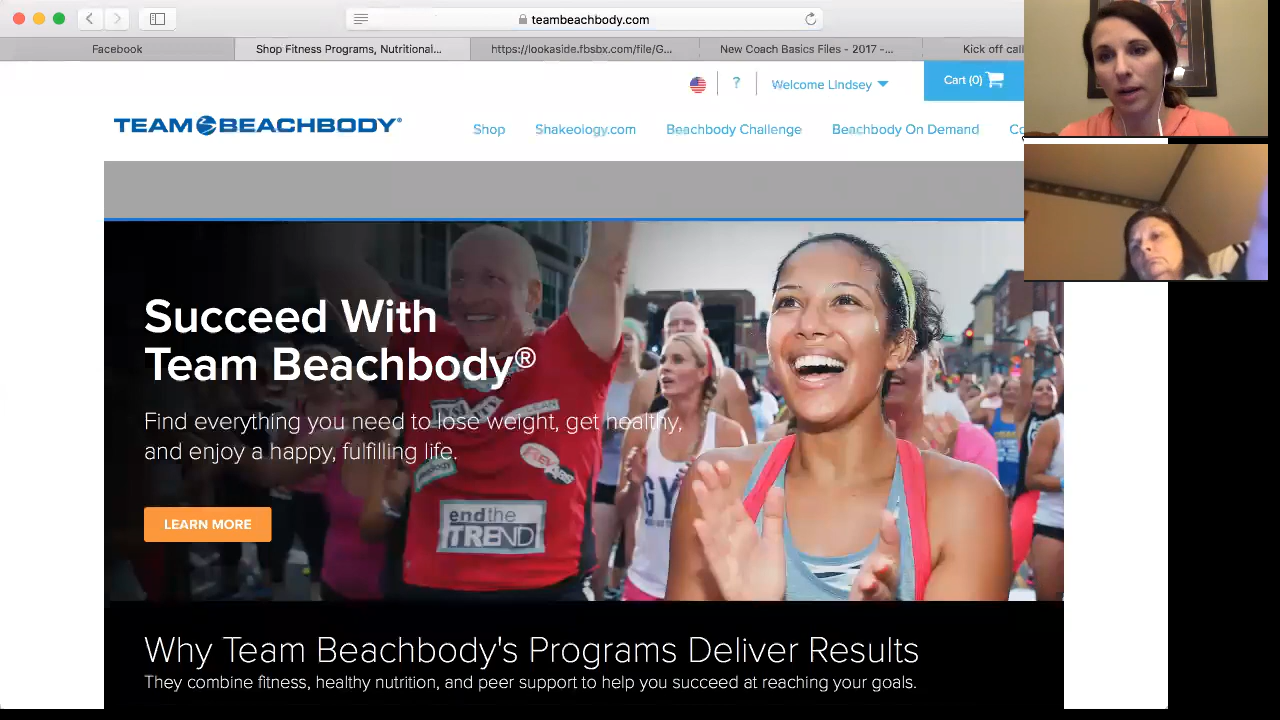 teambeachbody.com
Facebook
Shop Fitness Programs, Nutritional...
https://lookaside.fbsbx.com/file/G...
New Coach Basics Files - 2017 -...
Kick off call
? Welcome Lindsey
Cart (0)
TEAM BEACHBODY®
Shop
Shakeology.com
Beachbody Challenge
Beachbody On Demand
Co
Succeed With
Team Beachbody®
Find everything you need to lose weight, get healthy,
and enjoy a happy, fulfilling life.
LEARN MORE
end the
TREND
Why Team Beachbody's Programs Deliver Results
They combine fitness, healthy nutrition, and peer support to help you succeed at reaching your goals.